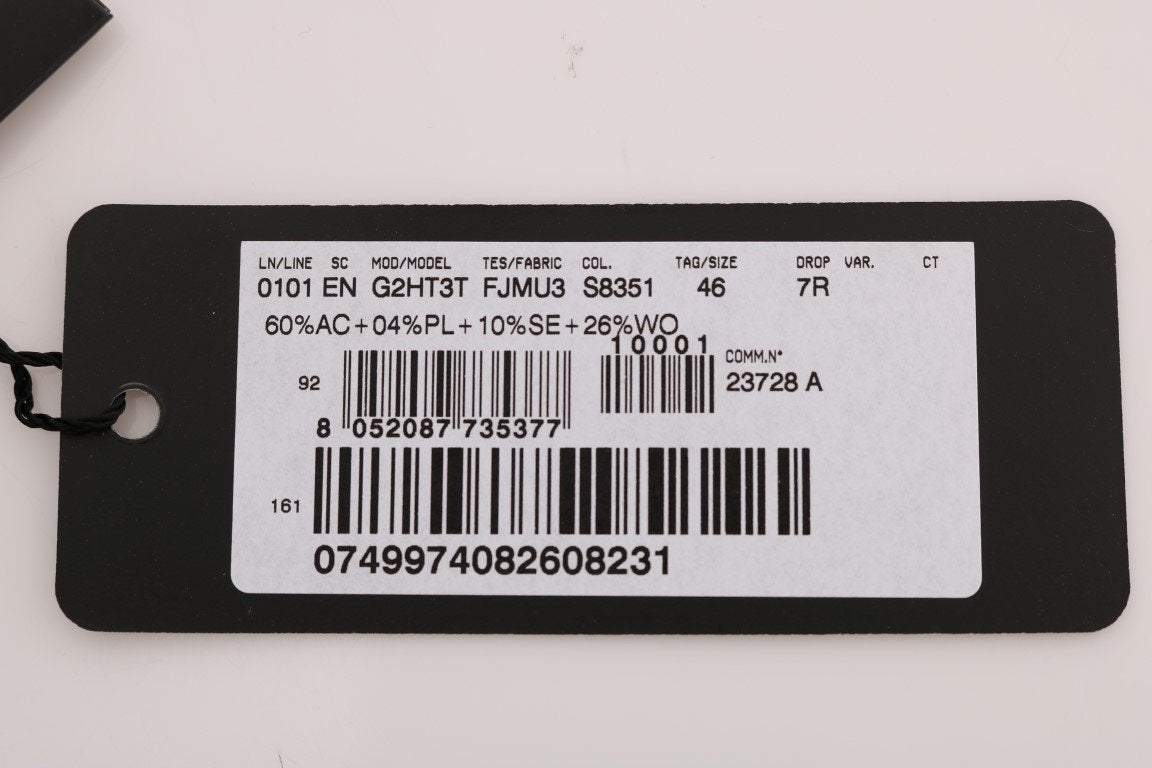 LN/LINE SC MOD/MODEL TES/FABRIC COL. TAG/SIZE DROP VAR. CT
0101 EN G2HT3T FJMU3 S8351 46 7R
60%AC+04%PL+10%SE+26%WO
10001
COMM.N°
92 23728 A
8 052087 735377
161
0749974082608231